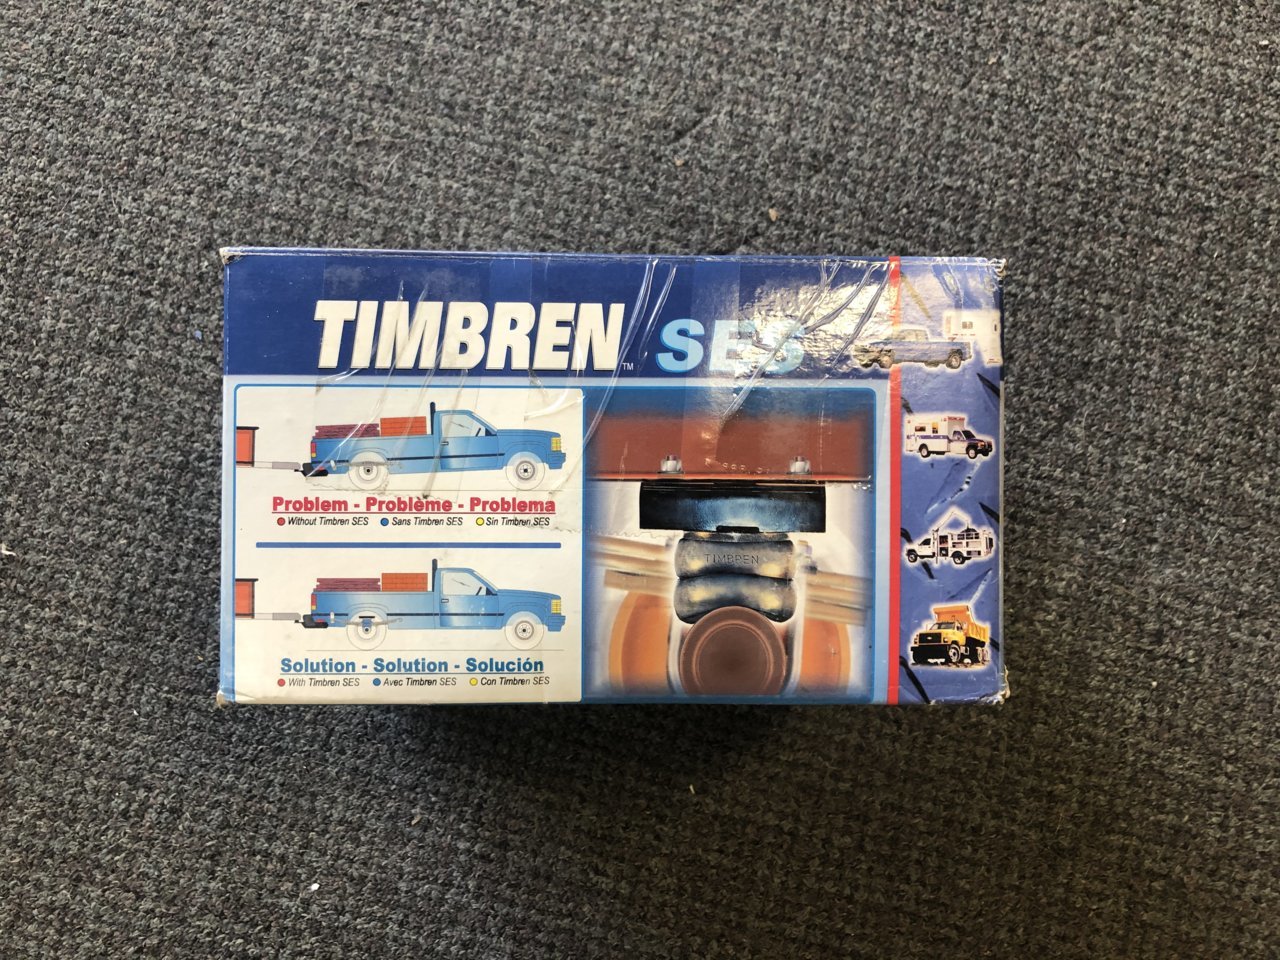 TIMBREN™ SES
Problem - Problème - Problema
Without Timbren SES Sans Timbren SES Sin Timbren SES
TIMBREN
Solution - Solution - Solución
With Timbren SES Avec Timbren SES Con Timbren SES